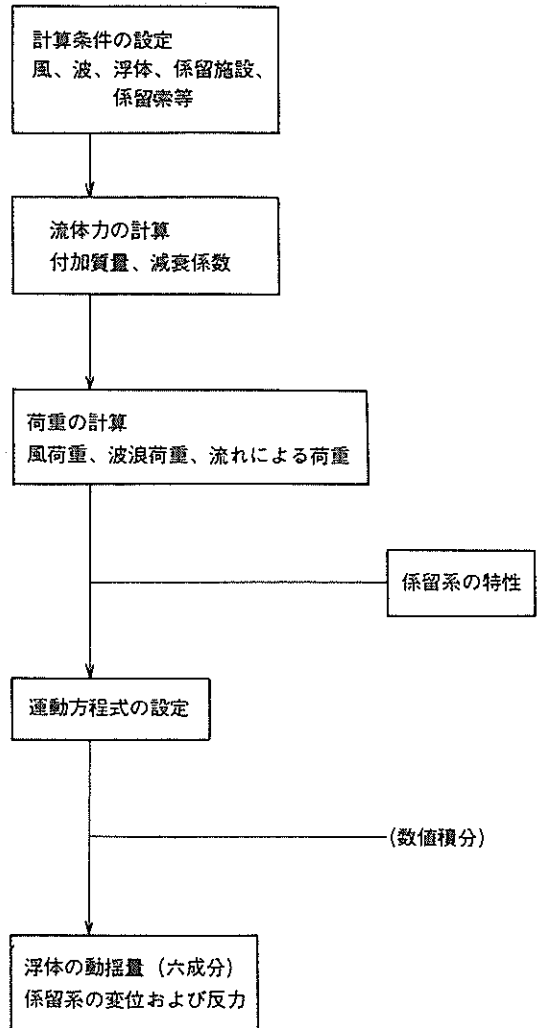 計算条件の設定
風、波、浮体、係留施設、
係留索等
流体力の計算
付加質量、減衰係数
荷重の計算
風荷重、波浪荷重、流れによる荷重
係留系の特性
運動方程式の設定
(数値積分)
浮体の動揺量（六成分）
係留系の変位および反力